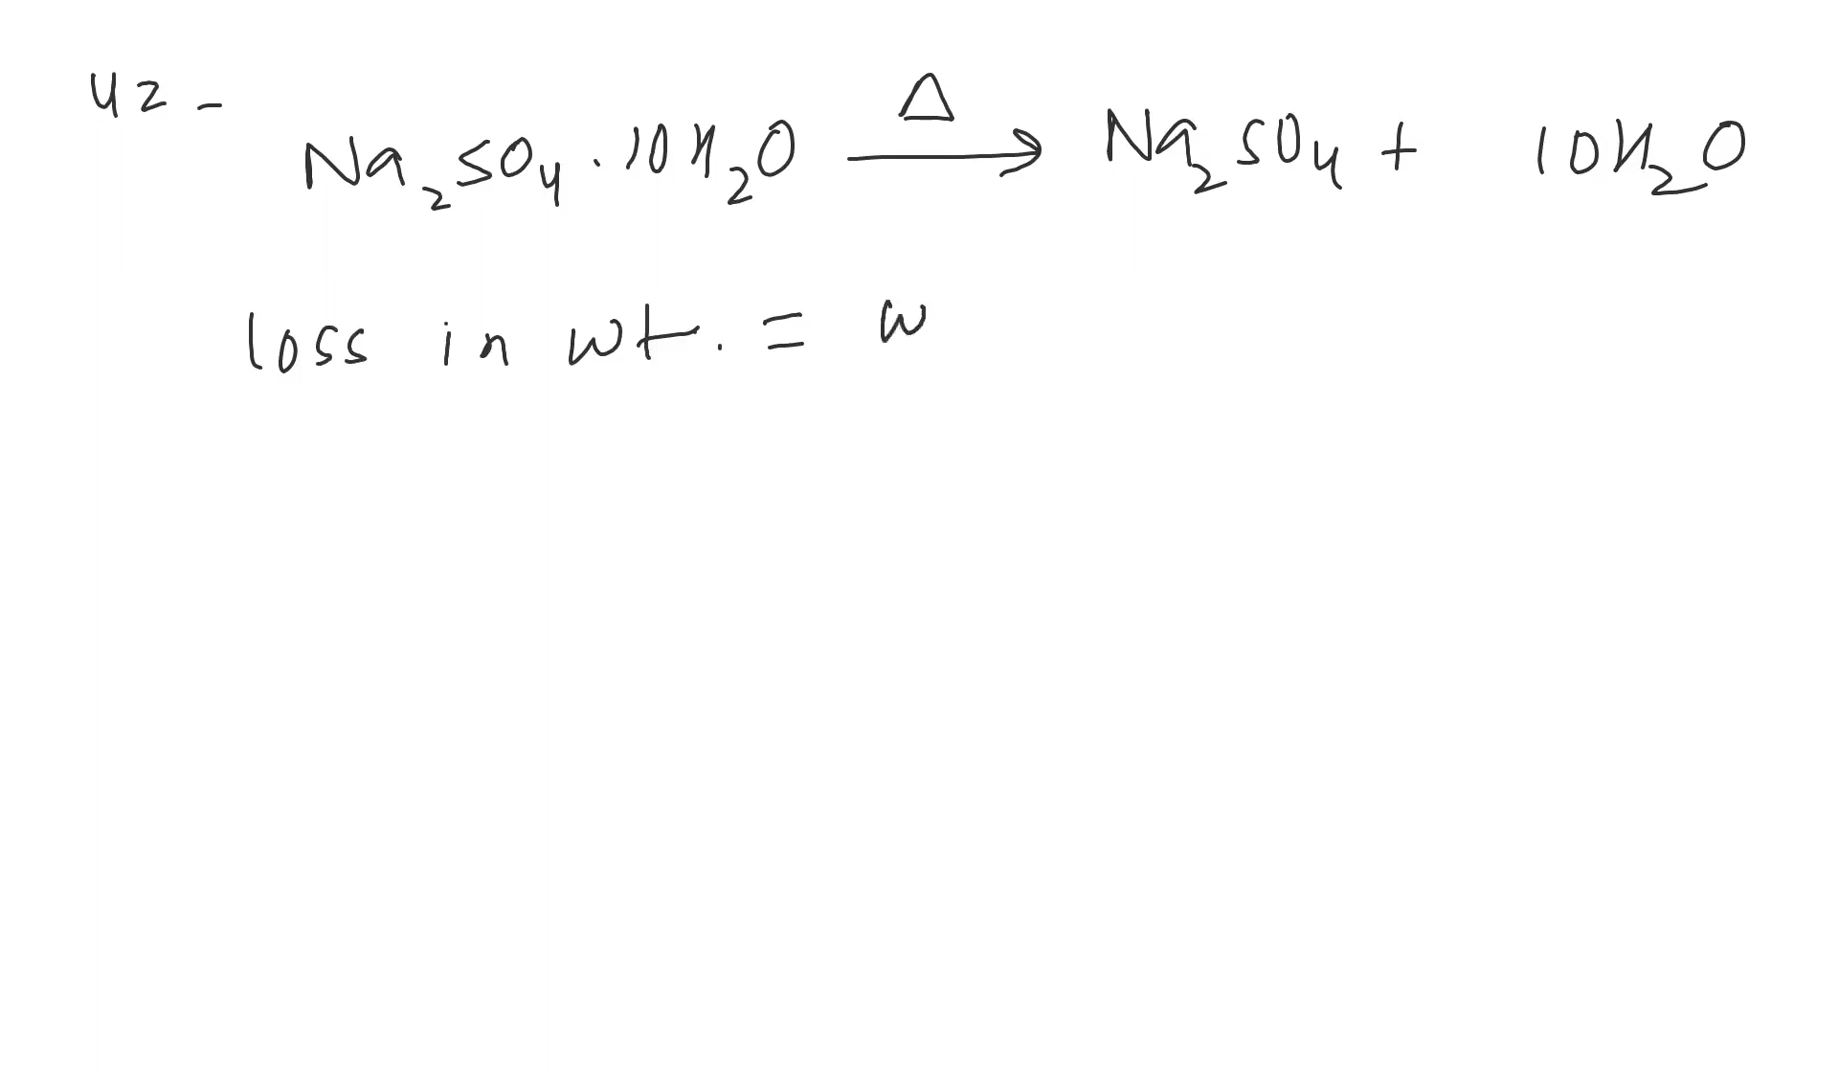 42 -
Na₂SO₄ · 10H₂O —Δ→ Na₂SO₄ + 10H₂O
loss in wt. = w